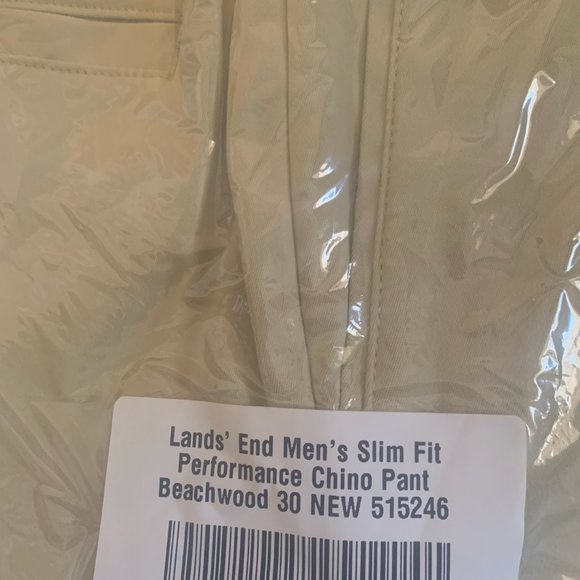 Lands' End Men's Slim Fit
Performance Chino Pant
Beachwood 30 NEW 515246